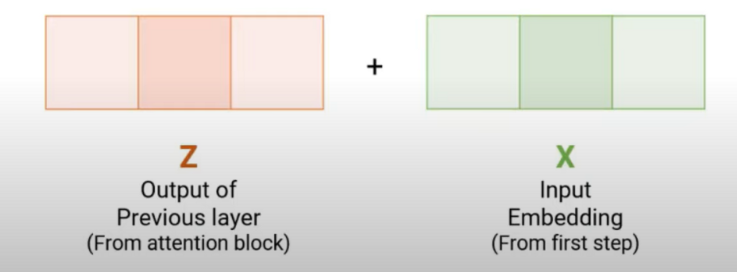 +
Z
Output of
Previous layer
(From attention block)
X
Input
Embedding
(From first step)